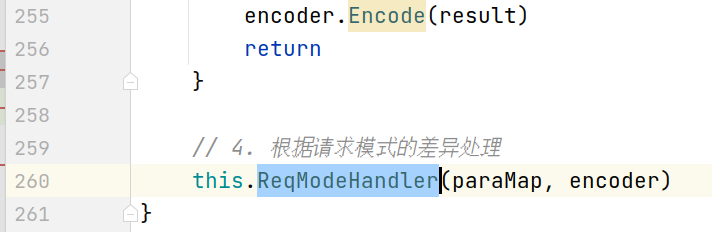 255 encoder.Encode(result)
256 return
257 }
258
259 // 4. 根据请求模式的差异处理
260 this.ReqModeHandler(paraMap, encoder)
261 }